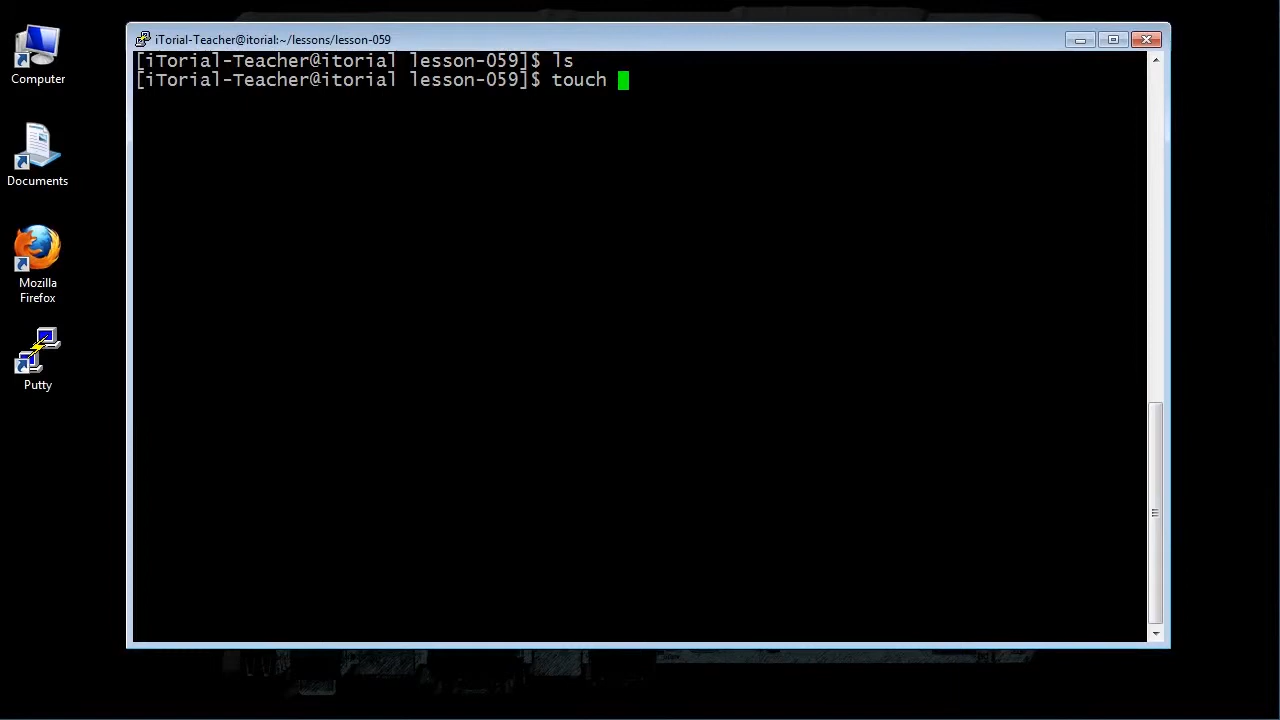 iTorial-Teacher@itorial:~/lessons/lesson-059
[iTorial-Teacher@itorial lesson-059]$ ls
[iTorial-Teacher@itorial lesson-059]$ touch
Computer
Documents
Mozilla
Firefox
Putty